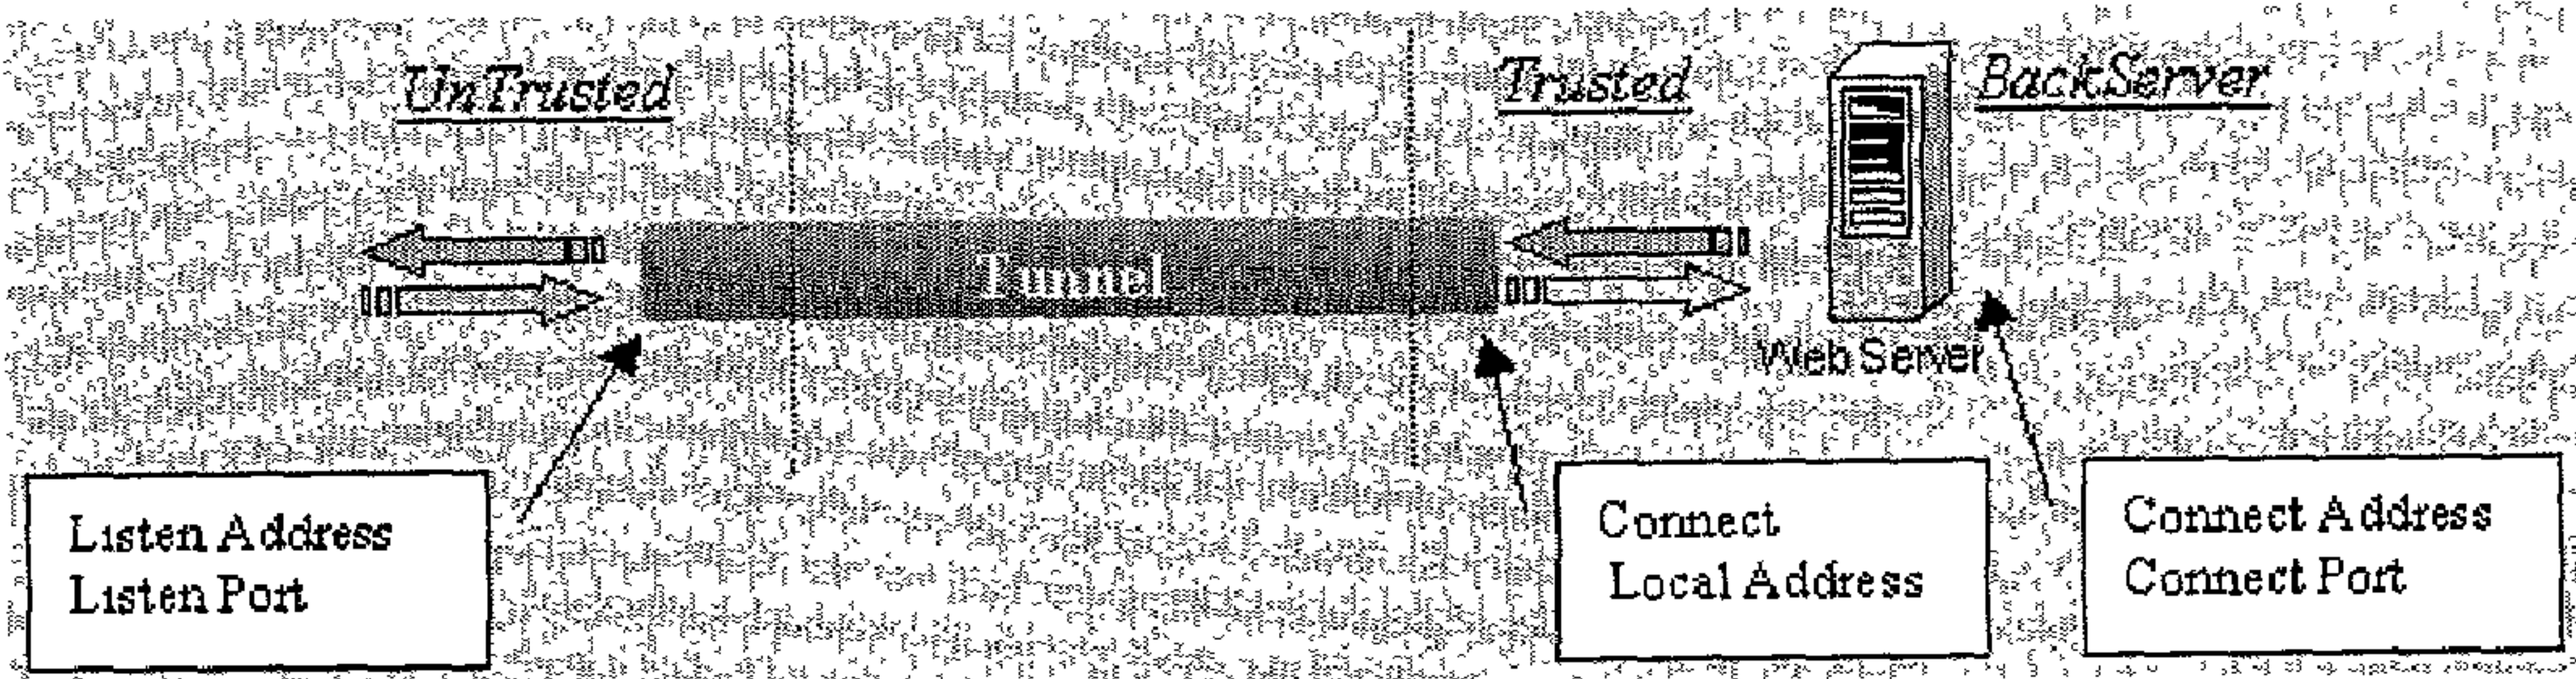 UnTrusted
Trusted
BackServer
Tunnel
Web Server
Listen Address
Listen Port
Connect
Local Address
Connect Address
Connect Port